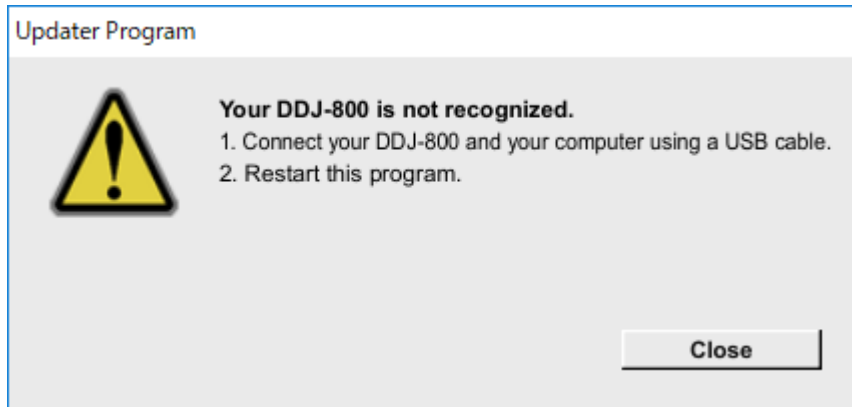 Updater Program
Your DDJ-800 is not recognized.
1. Connect your DDJ-800 and your computer using a USB cable.
2. Restart this program.
Close